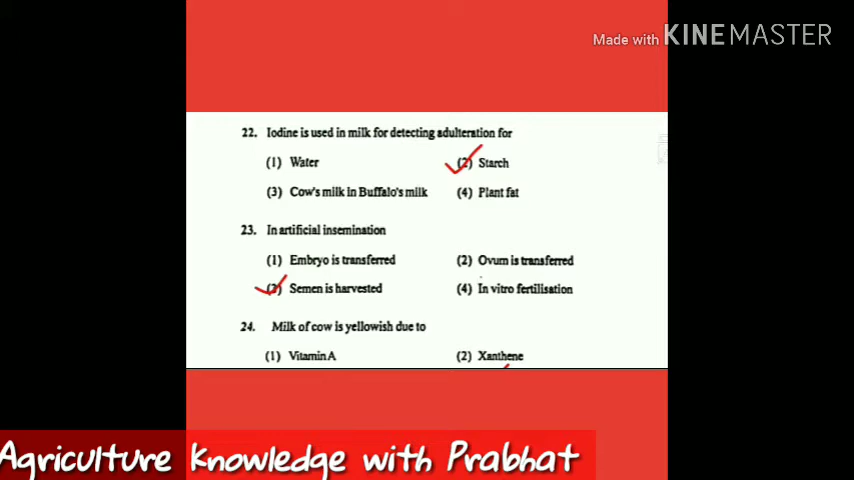 Made with KINEMASTER
22. Iodine is used in milk for detecting adulteration for
(1) Water (2) Starch
(3) Cow's milk in Buffalo's milk (4) Plant fat
23. In artificial insemination
(1) Embryo is transferred (2) Ovum is transferred
(3) Semen is harvested (4) In vitro fertilisation
24. Milk of cow is yellowish due to
(1) Vitamin A (2) Xanthene
Agriculture Knowledge with Prabhat